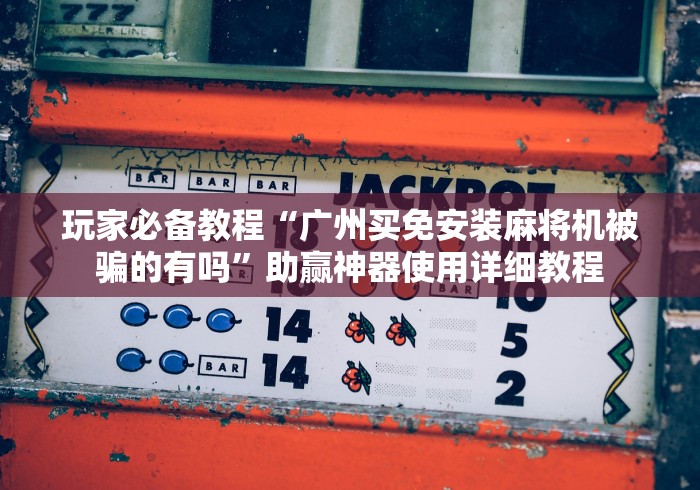 777
CENTER LINE
BAR BAR BAR
JACKPOT
玩家必备教程“广州买免安装麻将机被
骗的有吗”助赢神器使用详细教程
10
14 5
BAR 14 2